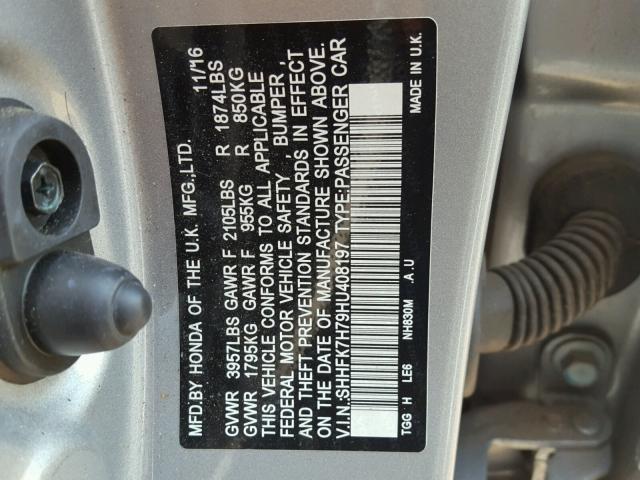 MFD.BY HONDA OF THE U.K. MFG.,LTD. 11/16
GVWR 3957LBS GAWR F 2105LBS R 1874LBS
GVWR 1795KG GAWR F 955KG R 850KG
THIS VEHICLE CONFORMS TO ALL APPLICABLE
FEDERAL MOTOR VEHICLE SAFETY , BUMPER ,
AND THEFT PREVENTION STANDARDS IN EFFECT
ON THE DATE OF MANUFACTURE SHOWN ABOVE.
V.I.N.:SHHFK7H79HU408197 TYPE:PASSENGER CAR
TGG H LE6 NH830M .A .U MADE IN U.K.